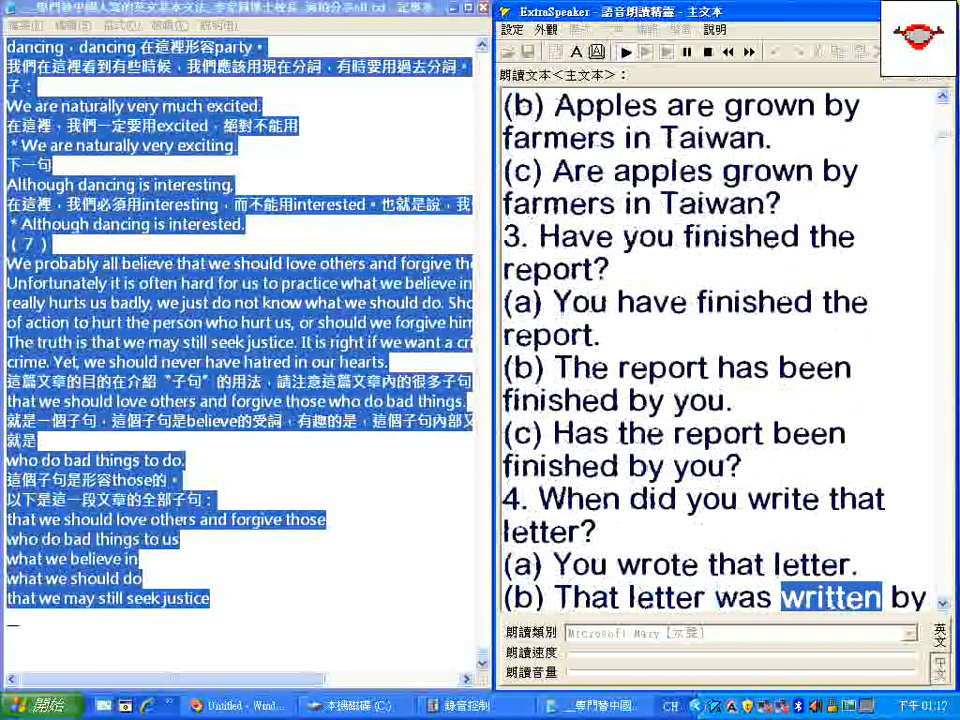 ExtraSpeaker - 語音朗讀精靈 - 主文本
dancing，dancing 在這裡形容party。
我們在這裡看到有些時候，我們應該用現在分詞，有時要用過去分詞。
子：
We are naturally very much excited.
在這裡，我們一定要用excited，絕對不能用
* We are naturally very exciting.
下一句
Although dancing is interesting,
在這裡，我們必須用interesting，而不能用interested。也就是說，我
* Although dancing is interested.
（７）
We probably all believe that we should love others and forgive
Unfortunately it is often hard for us to practice what we believe in
really hurts us badly, we just do not know what we should do.
of action to hurt the person who hurt us, or should we forgive him
The truth is that we may still seek justice. It is right if we want a
crime. Yet, we should never have hatred in our hearts.
這篇文章的目的在介紹〝子句〞的用法，請注意這篇文章內的很多子句
that we should love others and forgive those who do bad things.
就是一個子句，這個子句是believe的受詞，有趣的是，這個子句內部又
就是
who do bad things to do.
這個子句是形容those的。
以下是這一段文章的全部子句：
that we should love others and forgive those
who do bad things to us
what we believe in
what we should do
that we may still seek justice
設定 外觀 說明
朗讀文本<主文本>：
(b) Apples are grown by
farmers in Taiwan.
(c) Are apples grown by
farmers in Taiwan?
3. Have you finished the
report?
(a) You have finished the
report.
(b) The report has been
finished by you.
(c) Has the report been
finished by you?
4. When did you write that
letter?
(a) You wrote that letter.
(b) That letter was written by
朗讀類別 Microsoft Mary【女聲】
朗讀速度
朗讀音量
英文
中文
開始 Untitled - Wind... 本機磁碟 (C:) 錄音控制 _專門替中國... CH 下午 01:17